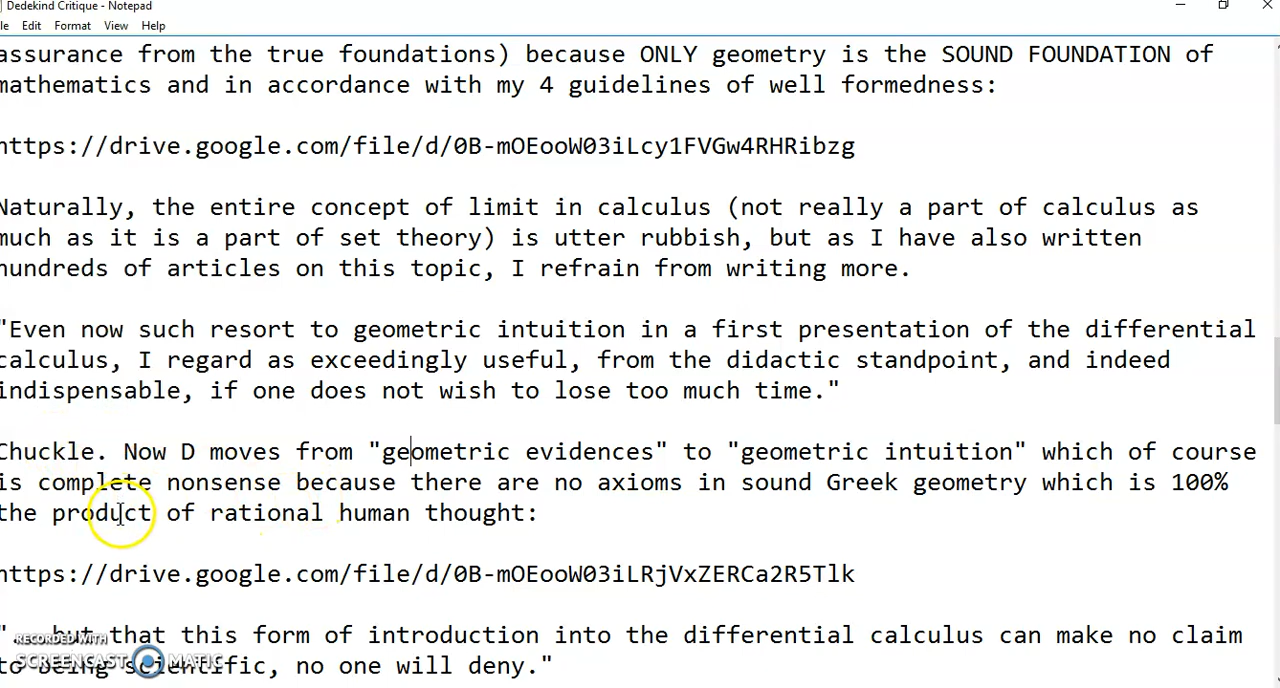 Dedekind Critique - Notepad
le Edit Format View Help
assurance from the true foundations) because ONLY geometry is the SOUND FOUNDATION of
mathematics and in accordance with my 4 guidelines of well formedness:
https://drive.google.com/file/d/0B-mOEooW03iLcy1FVGw4RHRibzg
Naturally, the entire concept of limit in calculus (not really a part of calculus as
much as it is a part of set theory) is utter rubbish, but as I have also written
hundreds of articles on this topic, I refrain from writing more.
"Even now such resort to geometric intuition in a first presentation of the differential
calculus, I regard as exceedingly useful, from the didactic standpoint, and indeed
indispensable, if one does not wish to lose too much time."
Chuckle. Now D moves from "geometric evidences" to "geometric intuition" which of course
is complete nonsense because there are no axioms in sound Greek geometry which is 100%
the product of rational human thought:
https://drive.google.com/file/d/0B-mOEooW03iLRjVxZERCa2R5Tlk
"... but that this form of introduction into the differential calculus can make no claim
to being scientific, no one will deny."
RECORDED WITH
SCREENCAST MATIC